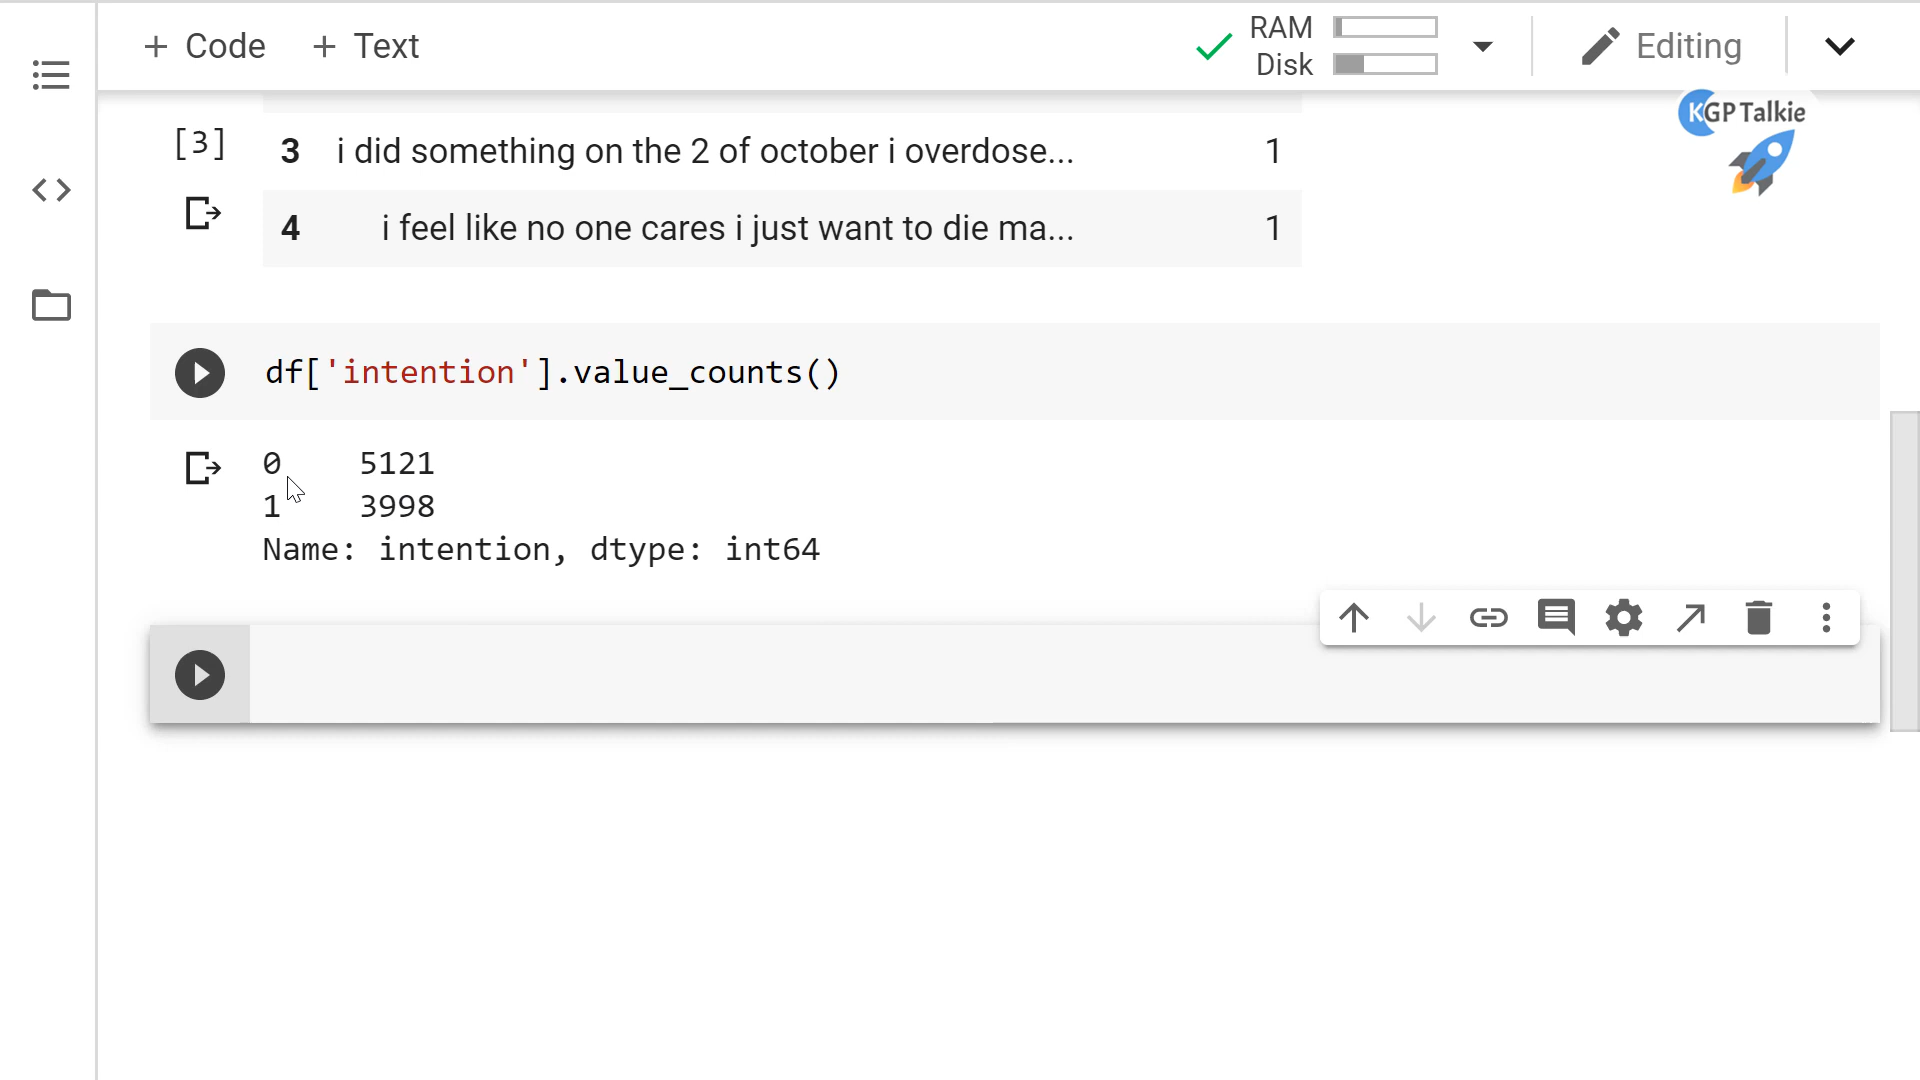 + Code + Text
RAM
Disk
Editing
KGP Talkie
[3]
3 i did something on the 2 of october i overdose... 1
4 i feel like no one cares i just want to die ma... 1
df['intention'].value_counts()
0 5121
1 3998
Name: intention, dtype: int64